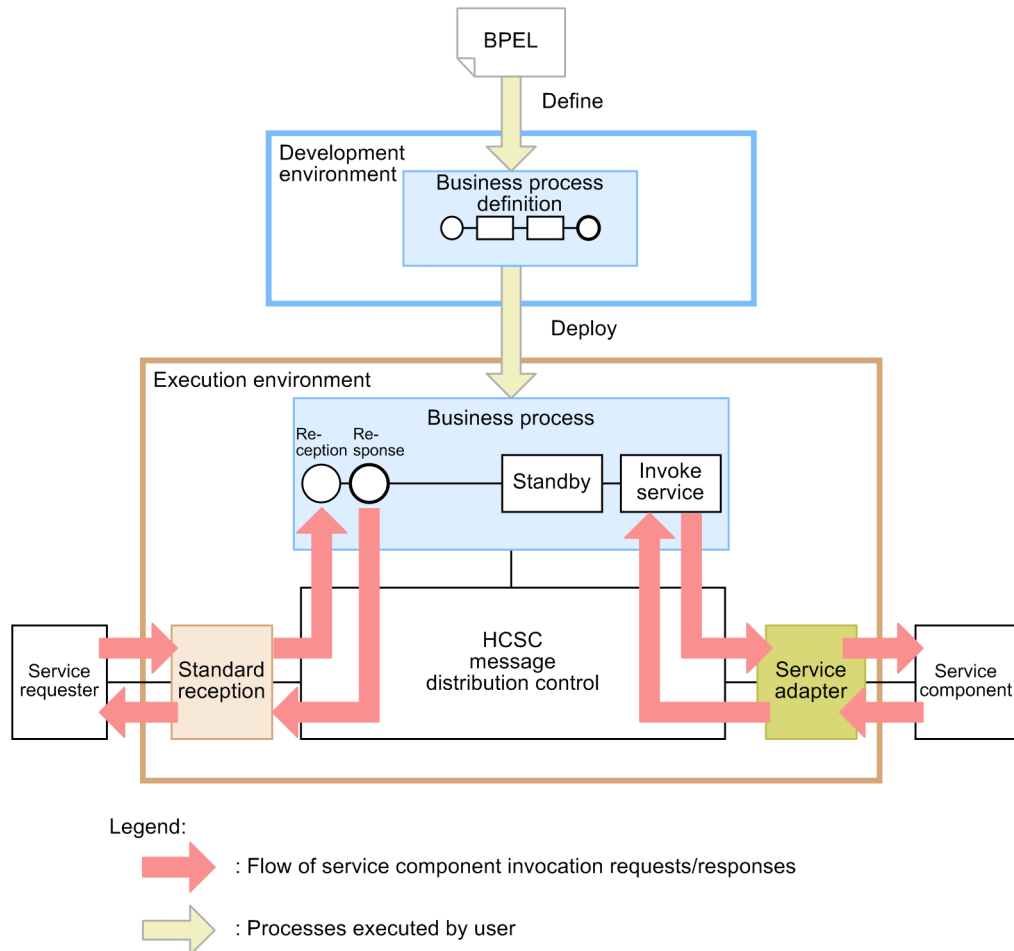 BPEL
Define
Development
environment
Business process
definition
Deploy
Execution environment
Business process
Re-
ception
Re-
sponse
Standby
Invoke
service
Service
requester
Standard
reception
HCSC
message
distribution control
Service
adapter
Service
component
Legend:
: Flow of service component invocation requests/responses
: Processes executed by user